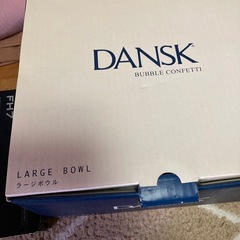 DANSK
BUBBLE CONFETTI
LARGE BOWL
ラージボウル